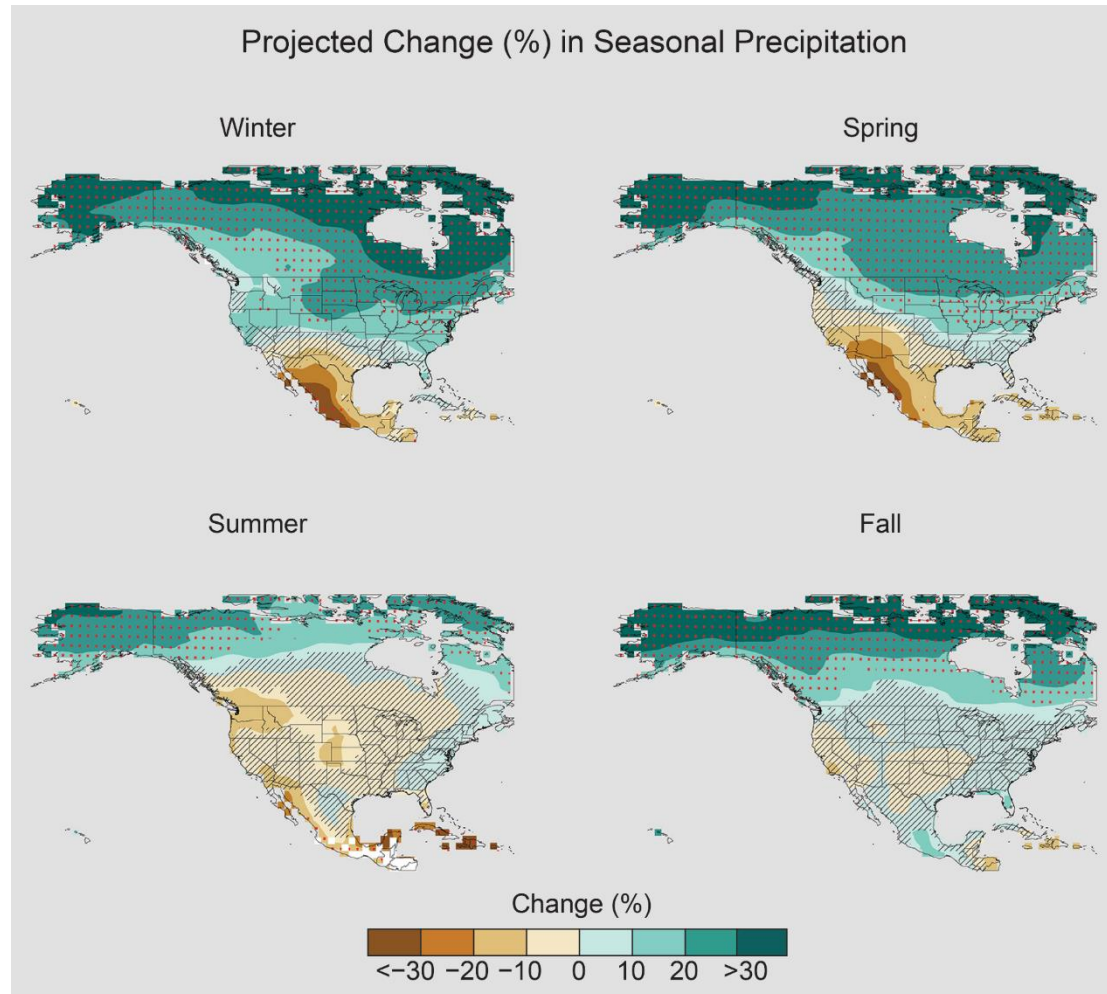 Projected Change (%) in Seasonal Precipitation
Winter
Spring
Summer
Fall
Change (%)
<−30 −20 −10 0 10 20 >30